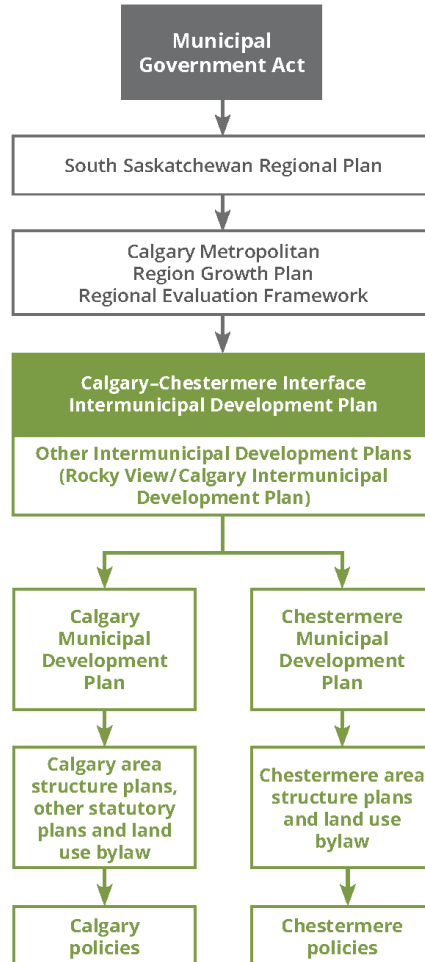 Municipal
Government Act
South Saskatchewan Regional Plan
Calgary Metropolitan
Region Growth Plan
Regional Evaluation Framework
Calgary–Chestermere Interface
Intermunicipal Development Plan
Other Intermunicipal Development Plans
(Rocky View/Calgary Intermunicipal
Development Plan)
Calgary
Municipal
Development
Plan
Chestermere
Municipal
Development
Plan
Calgary area
structure plans,
other statutory
plans and land
use bylaw
Chestermere area
structure plans
and land use
bylaw
Calgary
policies
Chestermere
policies